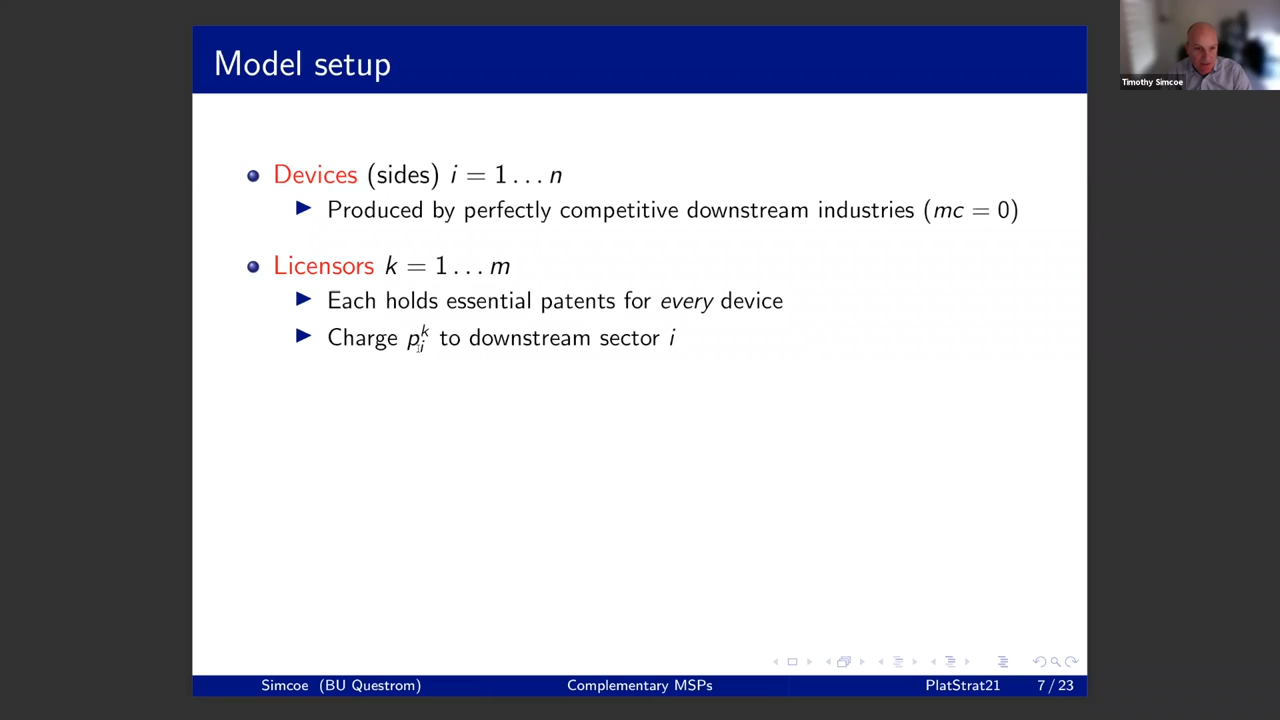 Model setup
Timothy Simcoe
Devices (sides) i = 1 . . . n
Produced by perfectly competitive downstream industries (mc = 0)
Licensors k = 1 . . . m
Each holds essential patents for every device
Charge p_i^k to downstream sector i
Simcoe (BU Questrom) Complementary MSPs PlatStrat21 7 / 23